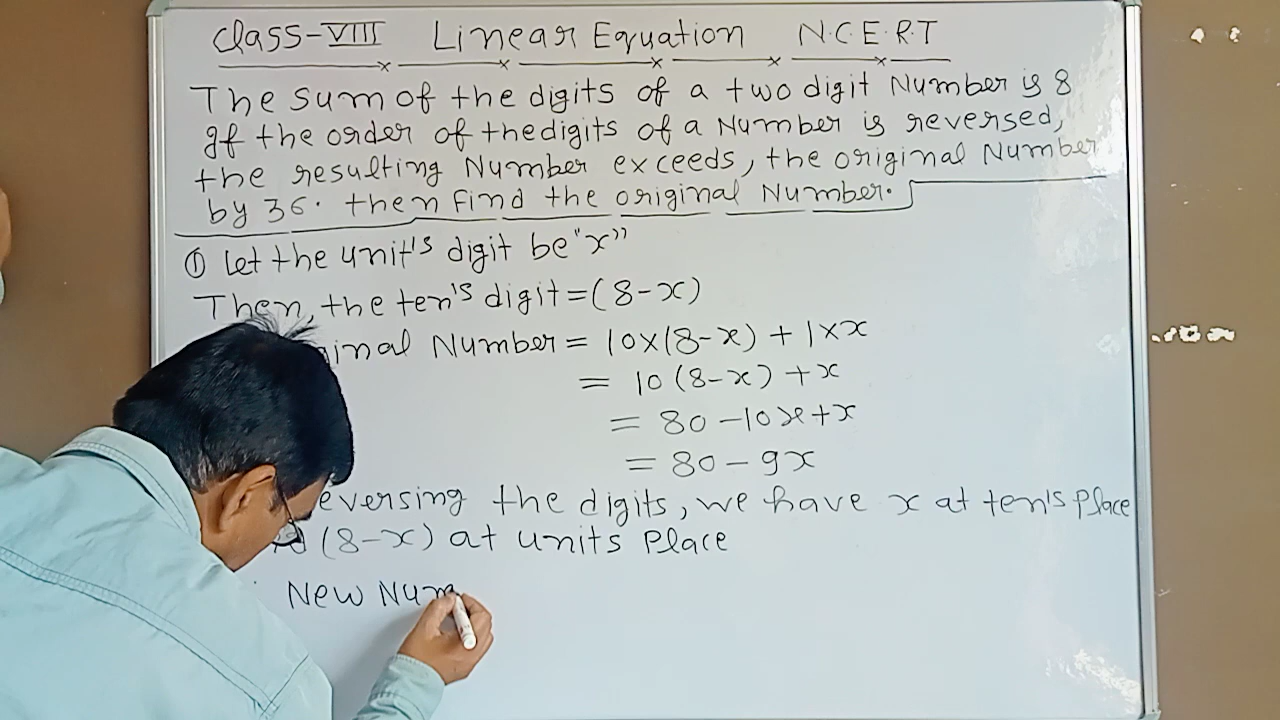 Class-VIII Linear Equation N.C.E.R.T
The sum of the digits of a two digit Number is 8
If the order of the digits of a Number is reversed,
the resulting Number exceeds, the original Number
by 36. then find the original Number.
① Let the unit's digit be "x"
Then, the ten's digit = (8-x)
ginal Number = 10×(8-x) + 1×x
= 10(8-x) + x
= 80-10x+x
= 80-9x
eversing the digits, we have x at ten's place
(8-x) at units place
New Num